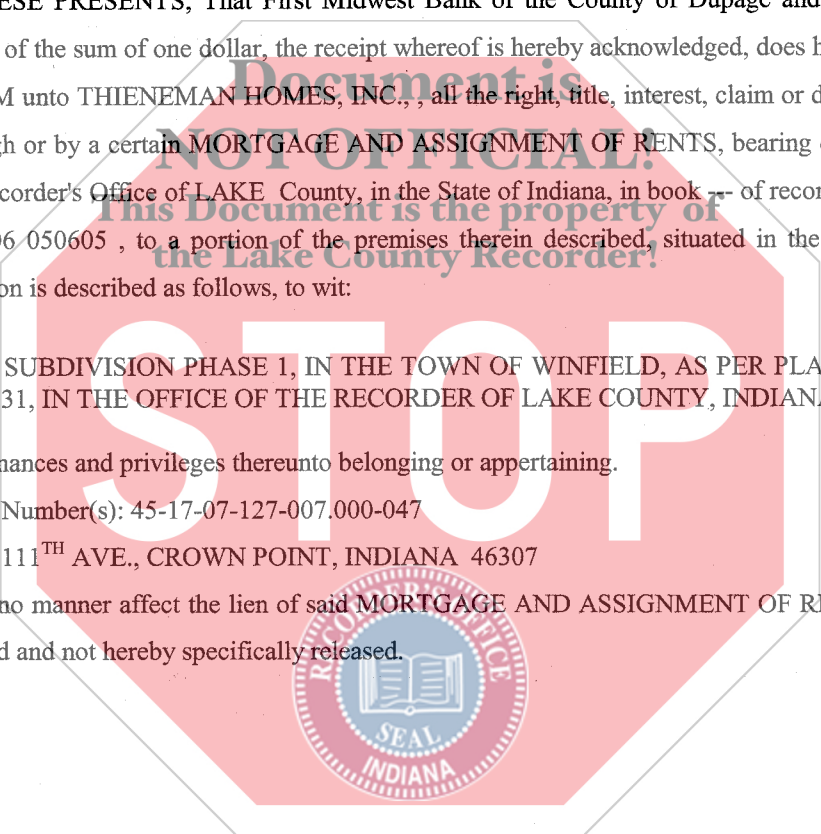 ESE PRESENTS, That First Midwest Bank of the County of Dupage and
of the sum of one dollar, the receipt whereof is hereby acknowledged, does h
Document is
M unto THIENEMAN HOMES, INC., , all the right, title, interest, claim or d
NOT OFFICIAL!
gh or by a certain MORTGAGE AND ASSIGNMENT OF RENTS, bearing
corder's Office of LAKE County, in the State of Indiana, in book --- of recor
This Document is the property of
06 050605 , to a portion of the premises therein described, situated in the
the Lake County Recorder!
on is described as follows, to wit:
STOP
SUBDIVISION PHASE 1, IN THE TOWN OF WINFIELD, AS PER PLA
31, IN THE OFFICE OF THE RECORDER OF LAKE COUNTY, INDIANA
nances and privileges thereunto belonging or appertaining.
Number(s): 45-17-07-127-007.000-047
111TH AVE., CROWN POINT, INDIANA 46307
no manner affect the lien of said MORTGAGE AND ASSIGNMENT OF RE
d and not hereby specifically released.
RECORDER'S OFFICE
SEAL
INDIANA